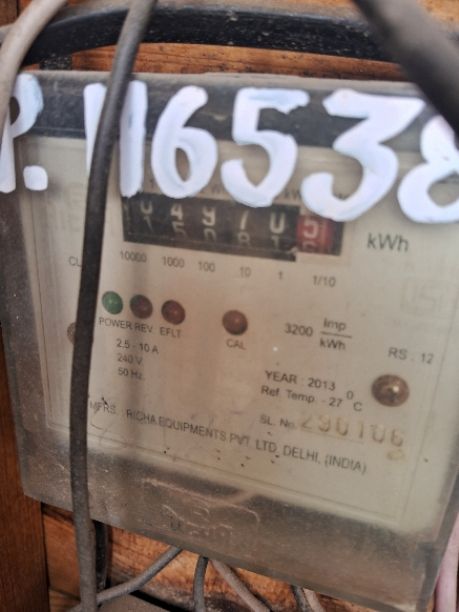 P. 116538
kWh
10000 1000 100 10 1 1/10
POWER REV. EFLT
CAL
3200 Imp/kWh
RS : 12
2.5 - 10 A
240 V
50 Hz.
YEAR : 2013
Ref. Temp. - 27°C
SL. No. 290106
MFRS. : RICHA EQUIPMENTS PVT. LTD. DELHI, (INDIA)